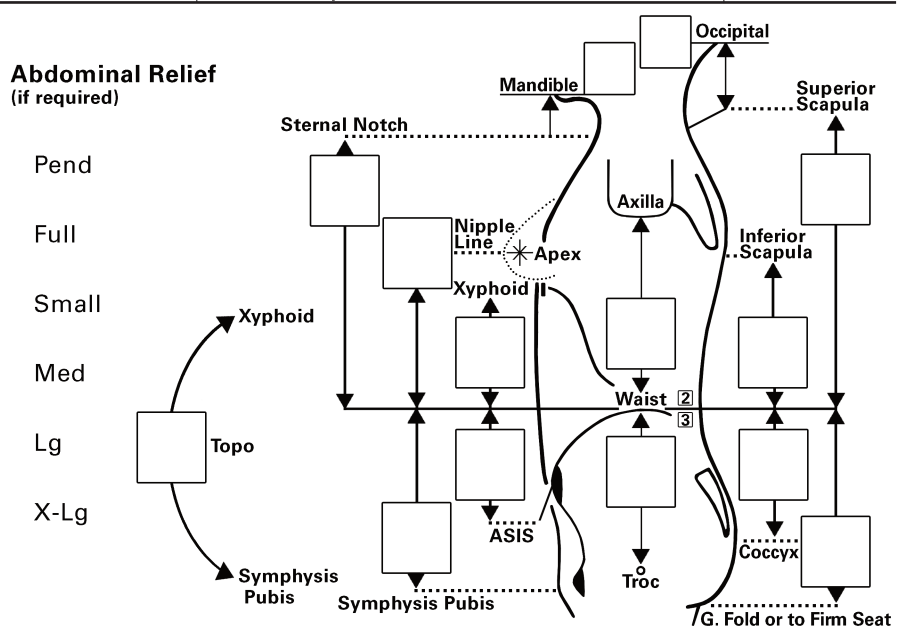 Occipital
Abdominal Relief
(if required)
Mandible
Superior
Scapula
Sternal Notch
Pend
Axilla
Full
Nipple
Line
Apex
Inferior
Scapula
Xyphoid
Small
Xyphoid
Med
Waist
2
3
Lg
Topo
X-Lg
ASIS
Coccyx
Symphysis
Pubis
Troc
Symphysis Pubis
G. Fold or to Firm Seat